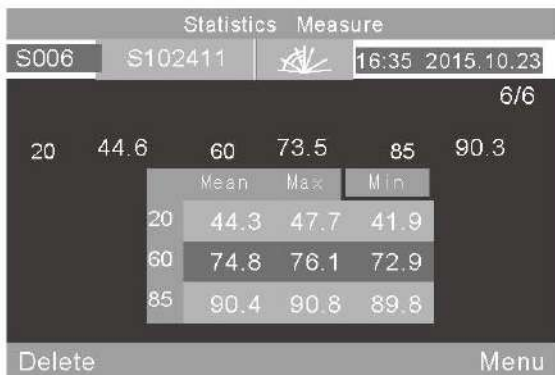 Statistics Measure
S006 S102411 16:35 2015.10.23
6/6
20 44.6 60 73.5 85 90.3
Mean Max Min
20 44.3 47.7 41.9
60 74.8 76.1 72.9
85 90.4 90.8 89.8
Delete Menu